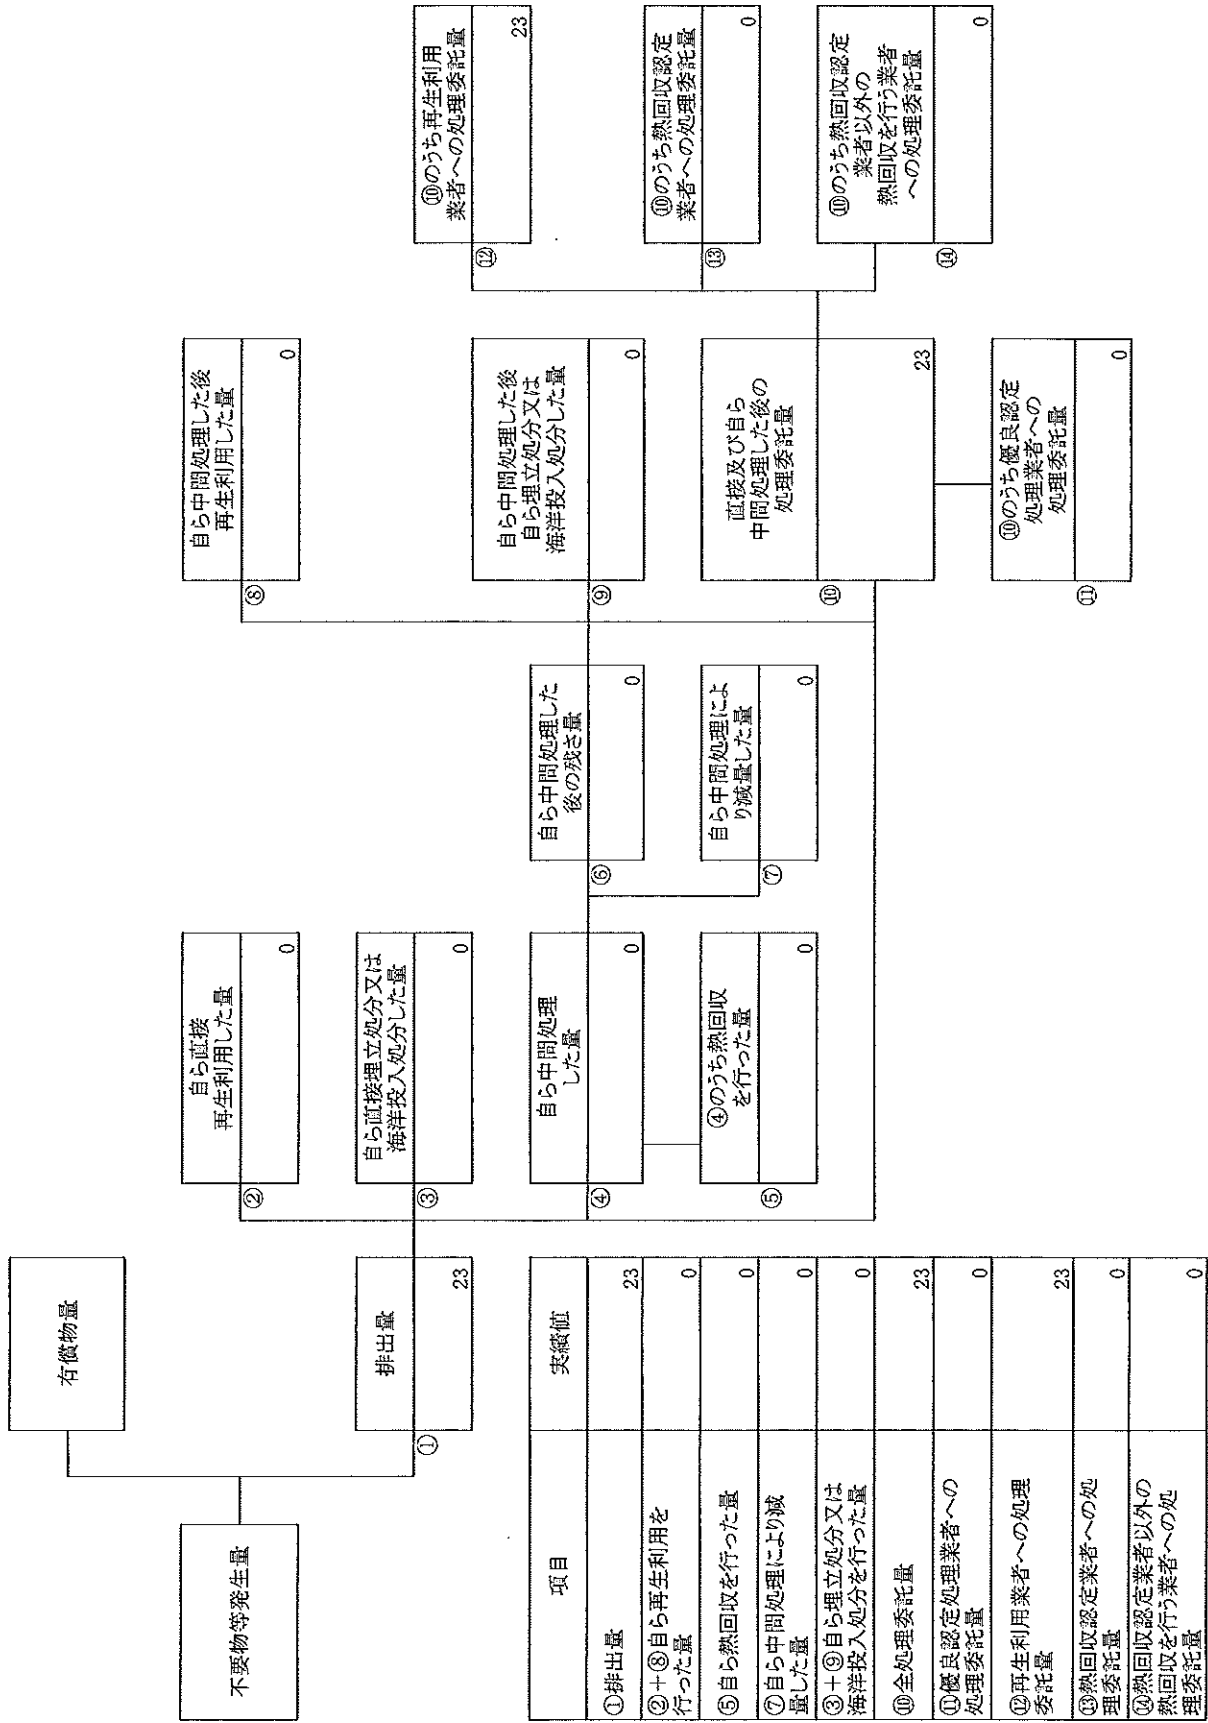 不要物等発生量
有償物量
①
排出量
23
②
自ら直接
再生利用した量
0
③
自ら直接埋立処分又は
海洋投入処分した量
0
④
自ら中間処理
した量
0
⑤
④のうち熱回収
を行った量
0
⑥
自ら中間処理した
後の残さ量
0
⑦
自ら中間処理によ
り減量した量
0
⑧
自ら中間処理した後
再生利用した量
0
⑨
自ら中間処理した後
自ら埋立処分又は
海洋投入処分した量
0
⑩
直接及び自ら
中間処理した後の
処理委託量
23
⑪
⑩のうち優良認定
処理業者への
処理委託量
0
⑫
⑩のうち再生利用
業者への処理委託量
23
⑬
⑩のうち熱回収認定
業者への処理委託量
0
⑭
⑩のうち熱回収認定
業者以外の
熱回収を行う業者
への処理委託量
0
項目
実績値
①排出量
23
②+⑧自ら再生利用を
行った量
0
⑤自ら熱回収を行った量
0
⑦自ら中間処理により減
量した量
0
③+⑨自ら埋立処分又は
海洋投入処分を行った量
0
⑩全処理委託量
23
⑪優良認定処理業者への
処理委託量
0
⑫再生利用業者への処理
委託量
23
⑬熱回収認定業者への処
理委託量
0
⑭熱回収認定業者以外の
熱回収を行う業者への処
理委託量
0